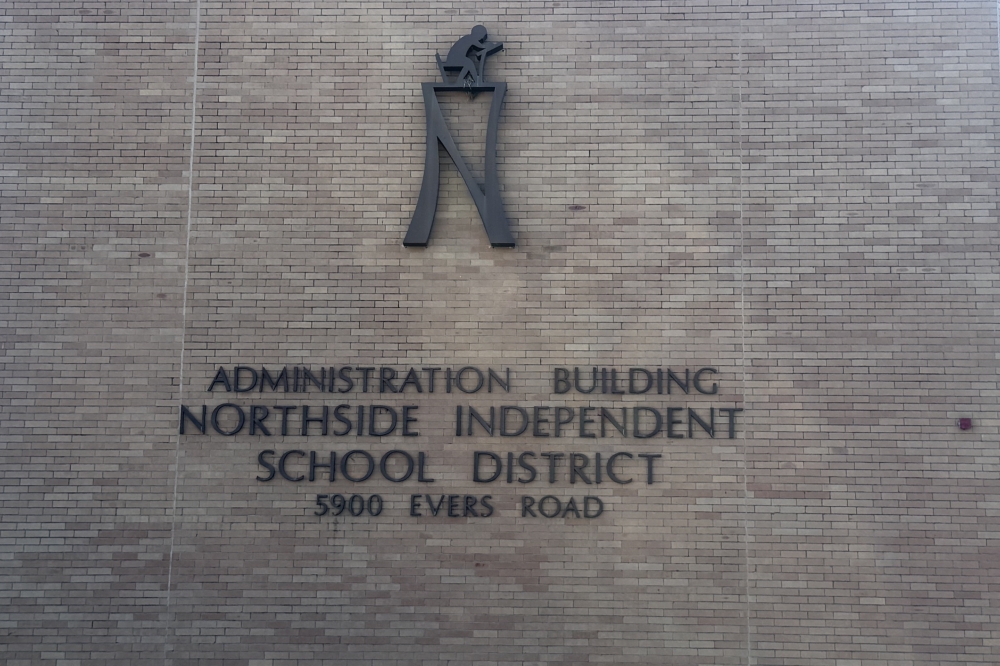 N
ADMINISTRATION BUILDING
NORTHSIDE INDEPENDENT
SCHOOL DISTRICT
5900 EVERS ROAD